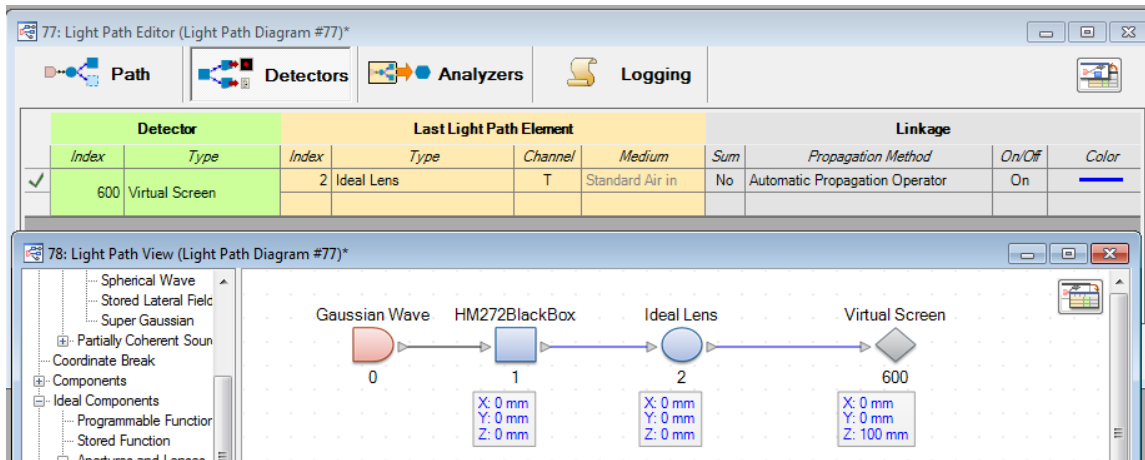 77: Light Path Editor (Light Path Diagram #77)*
Path Detectors Analyzers Logging
Detector Last Light Path Element Linkage
Index Type Index Type Channel Medium Sum Propagation Method On/Off Color
600 Virtual Screen 2 Ideal Lens T Standard Air in No Automatic Propagation Operator On
78: Light Path View (Light Path Diagram #77)*
Spherical Wave
Stored Lateral Field
Super Gaussian
Partially Coherent Sour
Coordinate Break
Components
Ideal Components
Programmable Function
Stored Function
Apertures and Lenses
Gaussian Wave HM272BlackBox Ideal Lens Virtual Screen
0 1 2 600
X: 0 mm X: 0 mm X: 0 mm
Y: 0 mm Y: 0 mm Y: 0 mm
Z: 0 mm Z: 0 mm Z: 100 mm